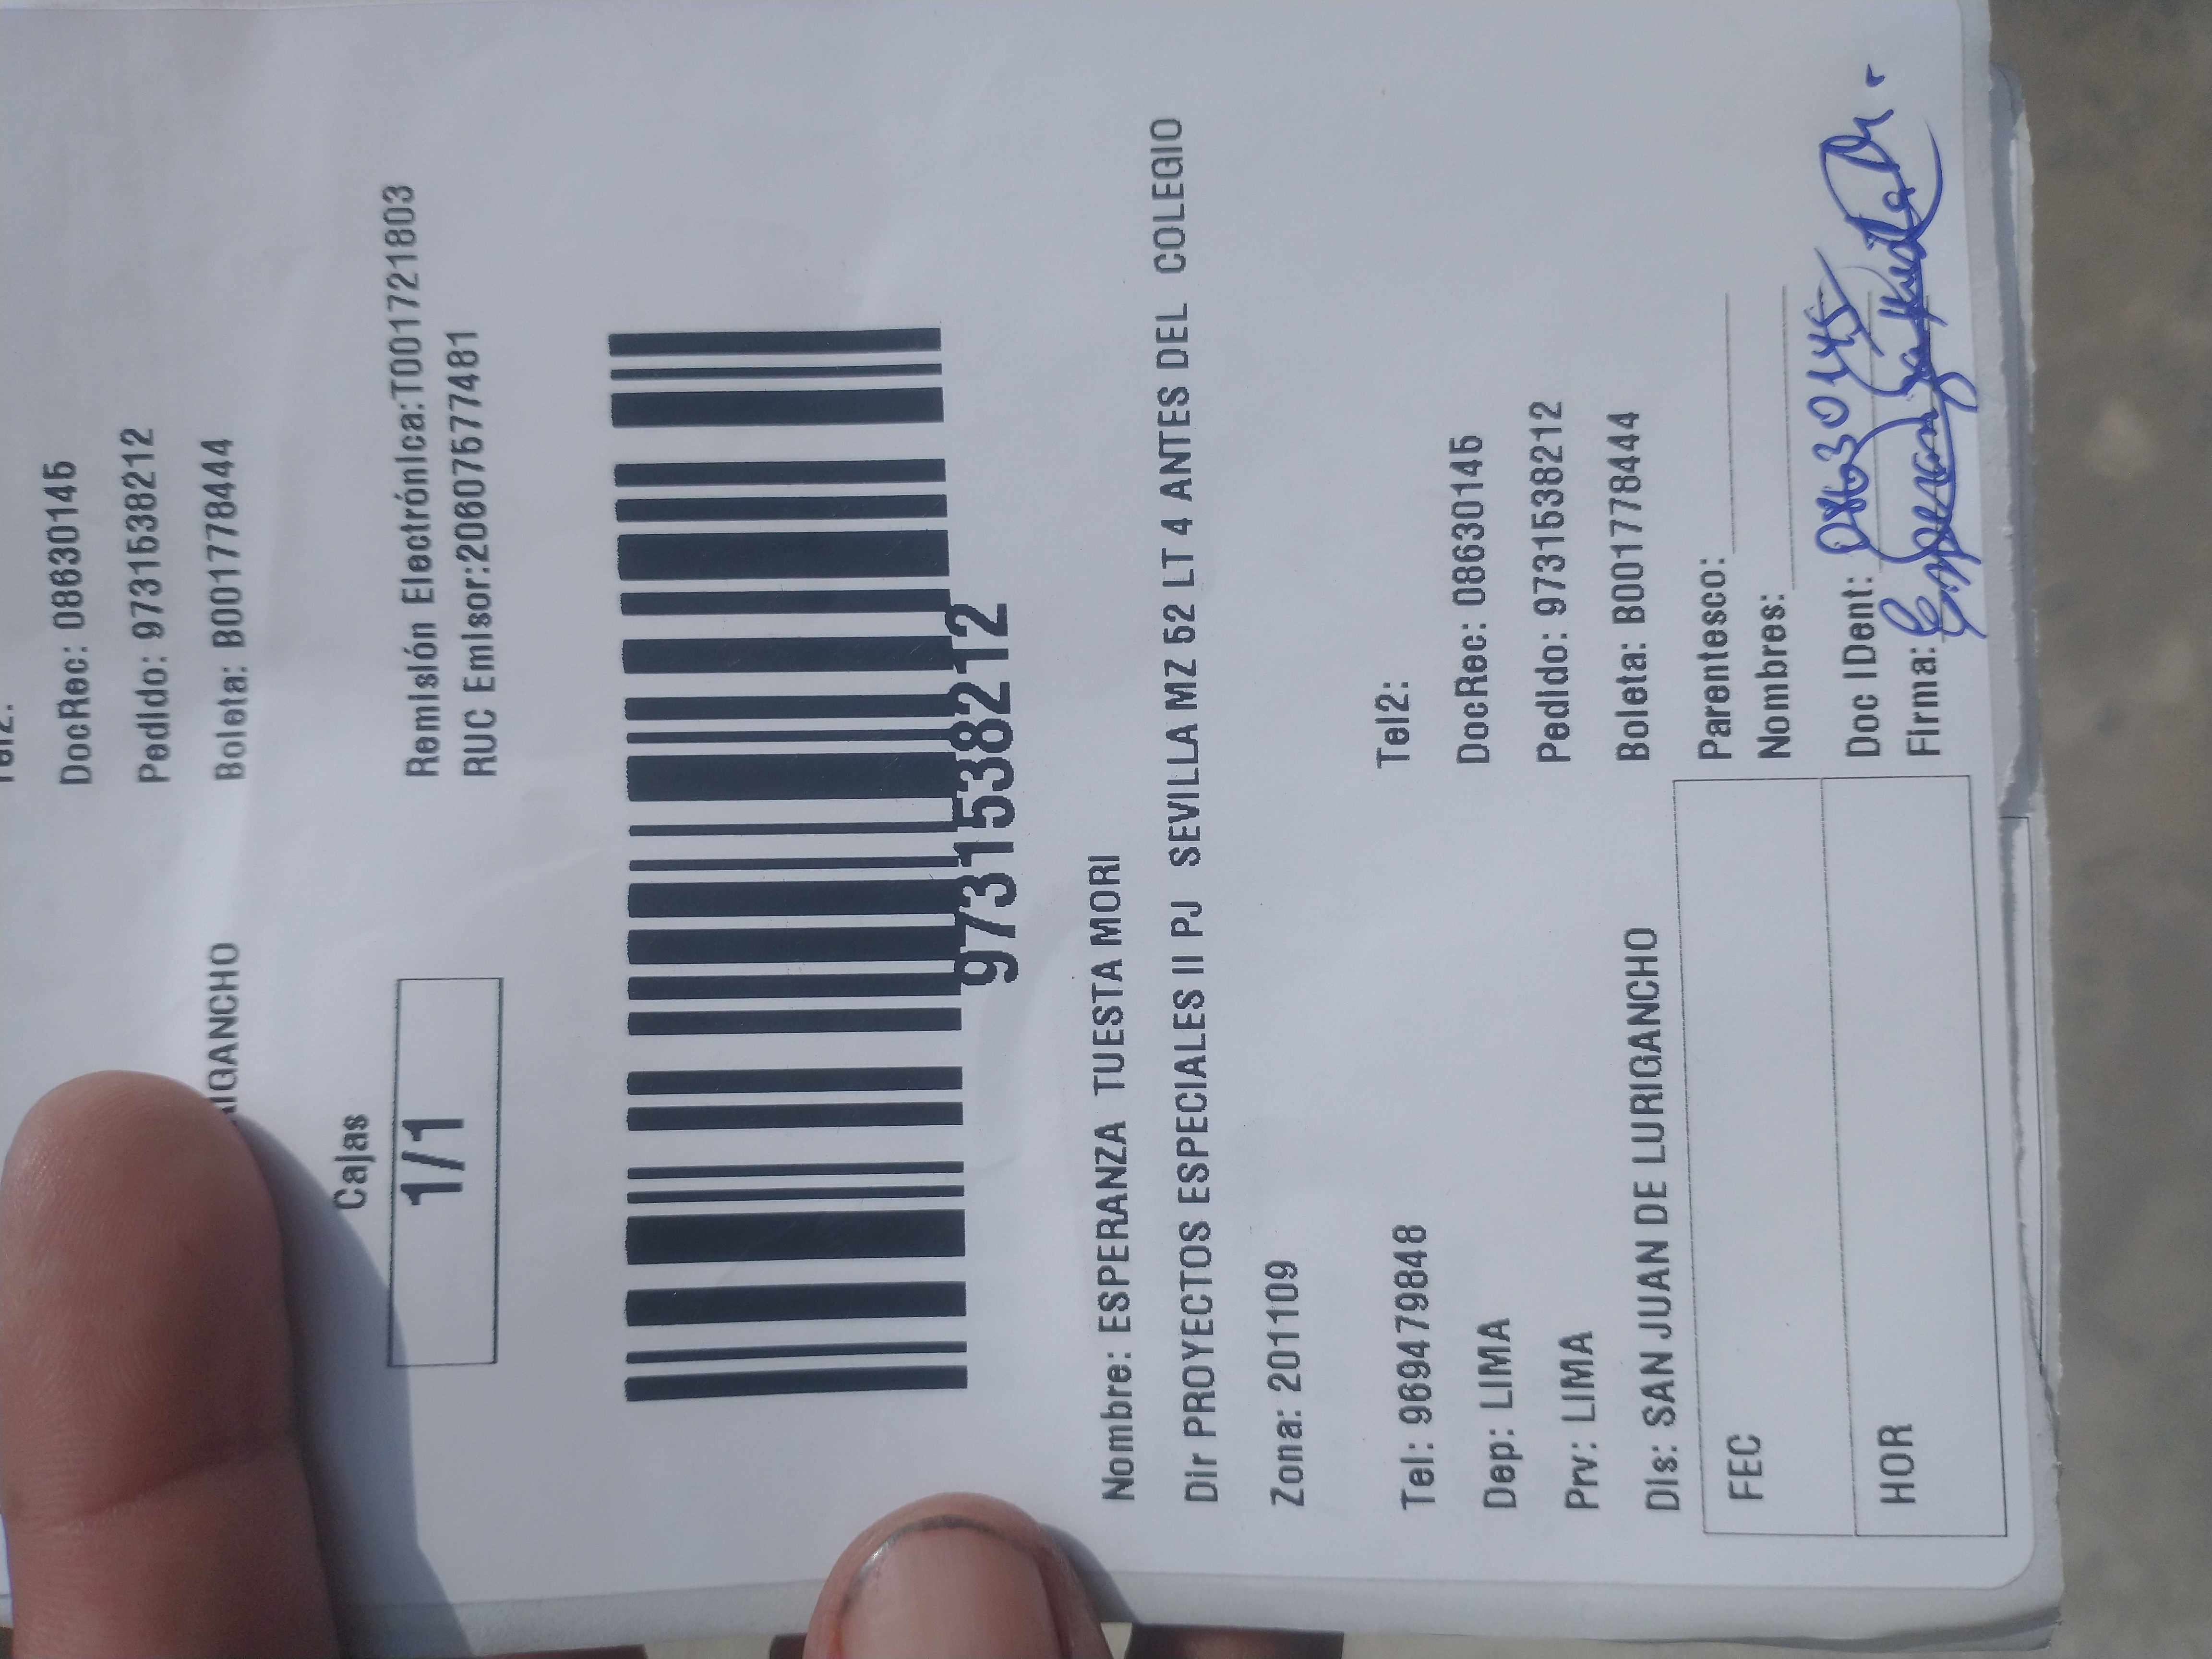 DocRec: 08630145
Pedido: 9731538212
Boleta: B001778444
Remisión Electrónica:T001721803
RUC Emisor:20607577481
Cajas
1/1
9731538212
Nombre: ESPERANZA TUESTA MORI
Dir PROYECTOS ESPECIALES II PJ SEVILLA MZ 52 LT 4 ANTES DEL COLEGIO
Zona: 201109
Tel: 969479848
Tel2:
Dep: LIMA
DocRec: 08630145
Prv: LIMA
Pedido: 9731538212
Dis: SAN JUAN DE LURIGANCHO
Boleta: B001778444
FEC
Parentesco:
Nombres:
HOR
Doc IDent: 08630145
Firma: